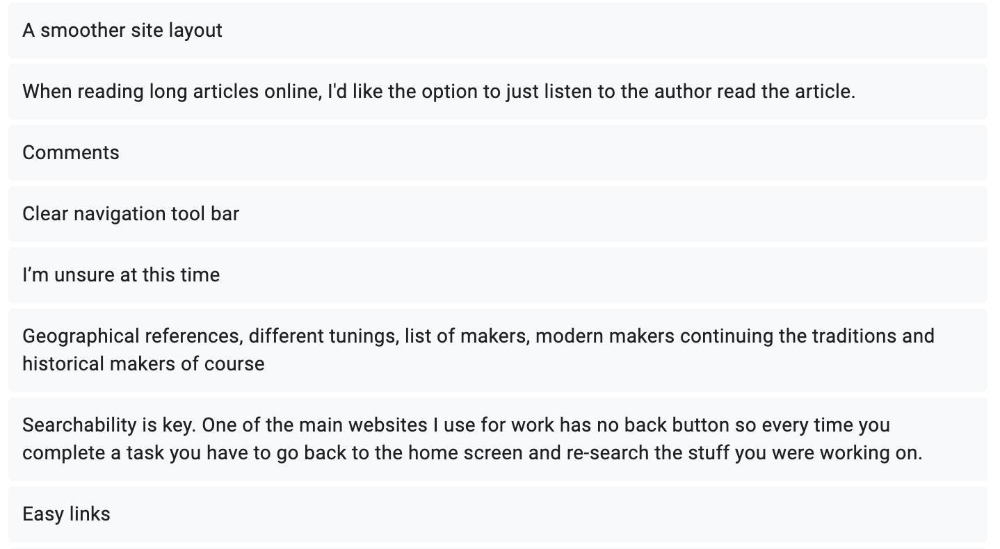 A smoother site layout
When reading long articles online, I'd like the option to just listen to the author read the article.
Comments
Clear navigation tool bar
I’m unsure at this time
Geographical references, different tunings, list of makers, modern makers continuing the traditions and
historical makers of course
Searchability is key. One of the main websites I use for work has no back button so every time you
complete a task you have to go back to the home screen and re-search the stuff you were working on.
Easy links